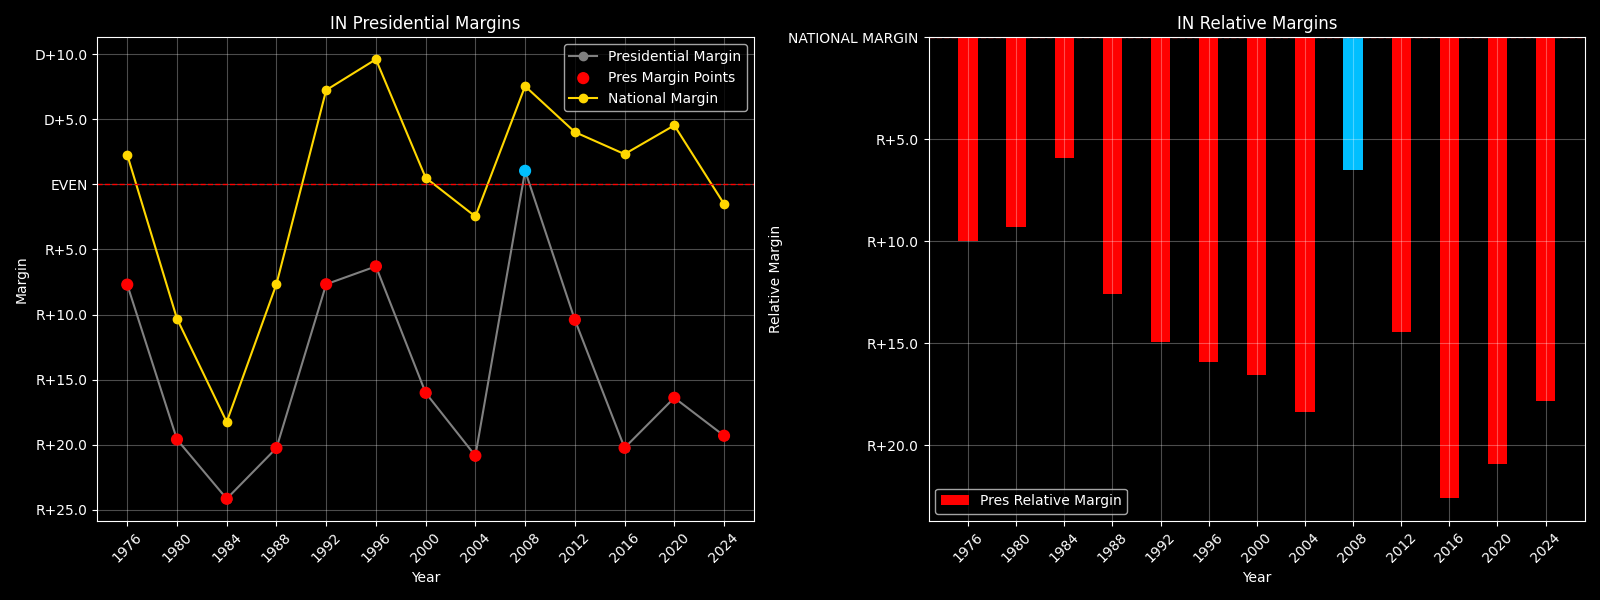 IN Presidential Margins
D+10.0
D+5.0
EVEN
R+5.0
R+10.0
R+15.0
R+20.0
R+25.0
Margin
Presidential Margin
Pres Margin Points
National Margin
1976
1980
1984
1988
1992
1996
2000
2004
2008
2012
2016
2020
2024
Year
IN Relative Margins
NATIONAL MARGIN
R+5.0
R+10.0
R+15.0
R+20.0
Relative Margin
Pres Relative Margin
1976
1980
1984
1988
1992
1996
2000
2004
2008
2012
2016
2020
2024
Year